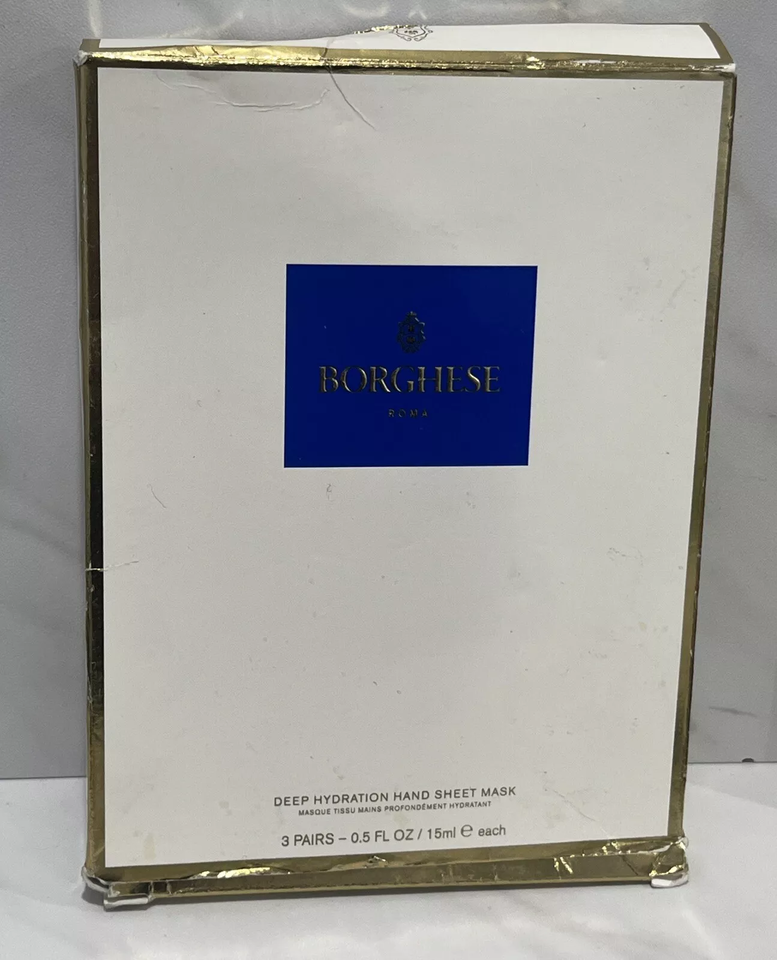 BORGHESE
ROMA
DEEP HYDRATION HAND SHEET MASK
MASQUE TISSU MAINS PROFONDÉMENT HYDRATANT
3 PAIRS – 0.5 FL OZ / 15ml ℮ each